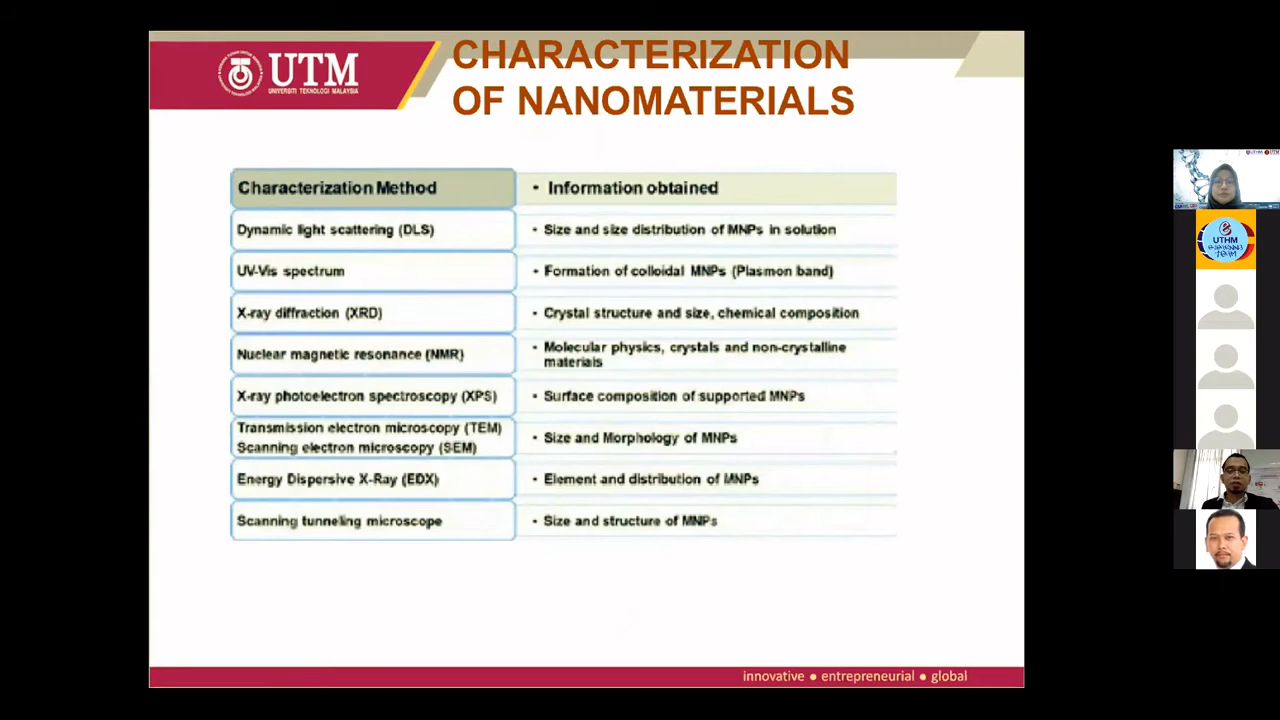 UTM
UNIVERSITI TEKNOLOGI MALAYSIA
CHARACTERIZATION
OF NANOMATERIALS
Characterization Method
• Information obtained
Dynamic light scattering (DLS)
• Size and size distribution of MNPs in solution
UV-Vis spectrum
• Formation of colloidal MNPs (Plasmon band)
X-ray diffraction (XRD)
• Crystal structure and size, chemical composition
Nuclear magnetic resonance (NMR)
• Molecular physics, crystals and non-crystalline
materials
X-ray photoelectron spectroscopy (XPS)
• Surface composition of supported MNPs
Transmission electron microscopy (TEM)
Scanning electron microscopy (SEM)
• Size and Morphology of MNPs
Energy Dispersive X-Ray (EDX)
• Element and distribution of MNPs
Scanning tunneling microscope
• Size and structure of MNPs
innovative ● entrepreneurial ● global
UTHM